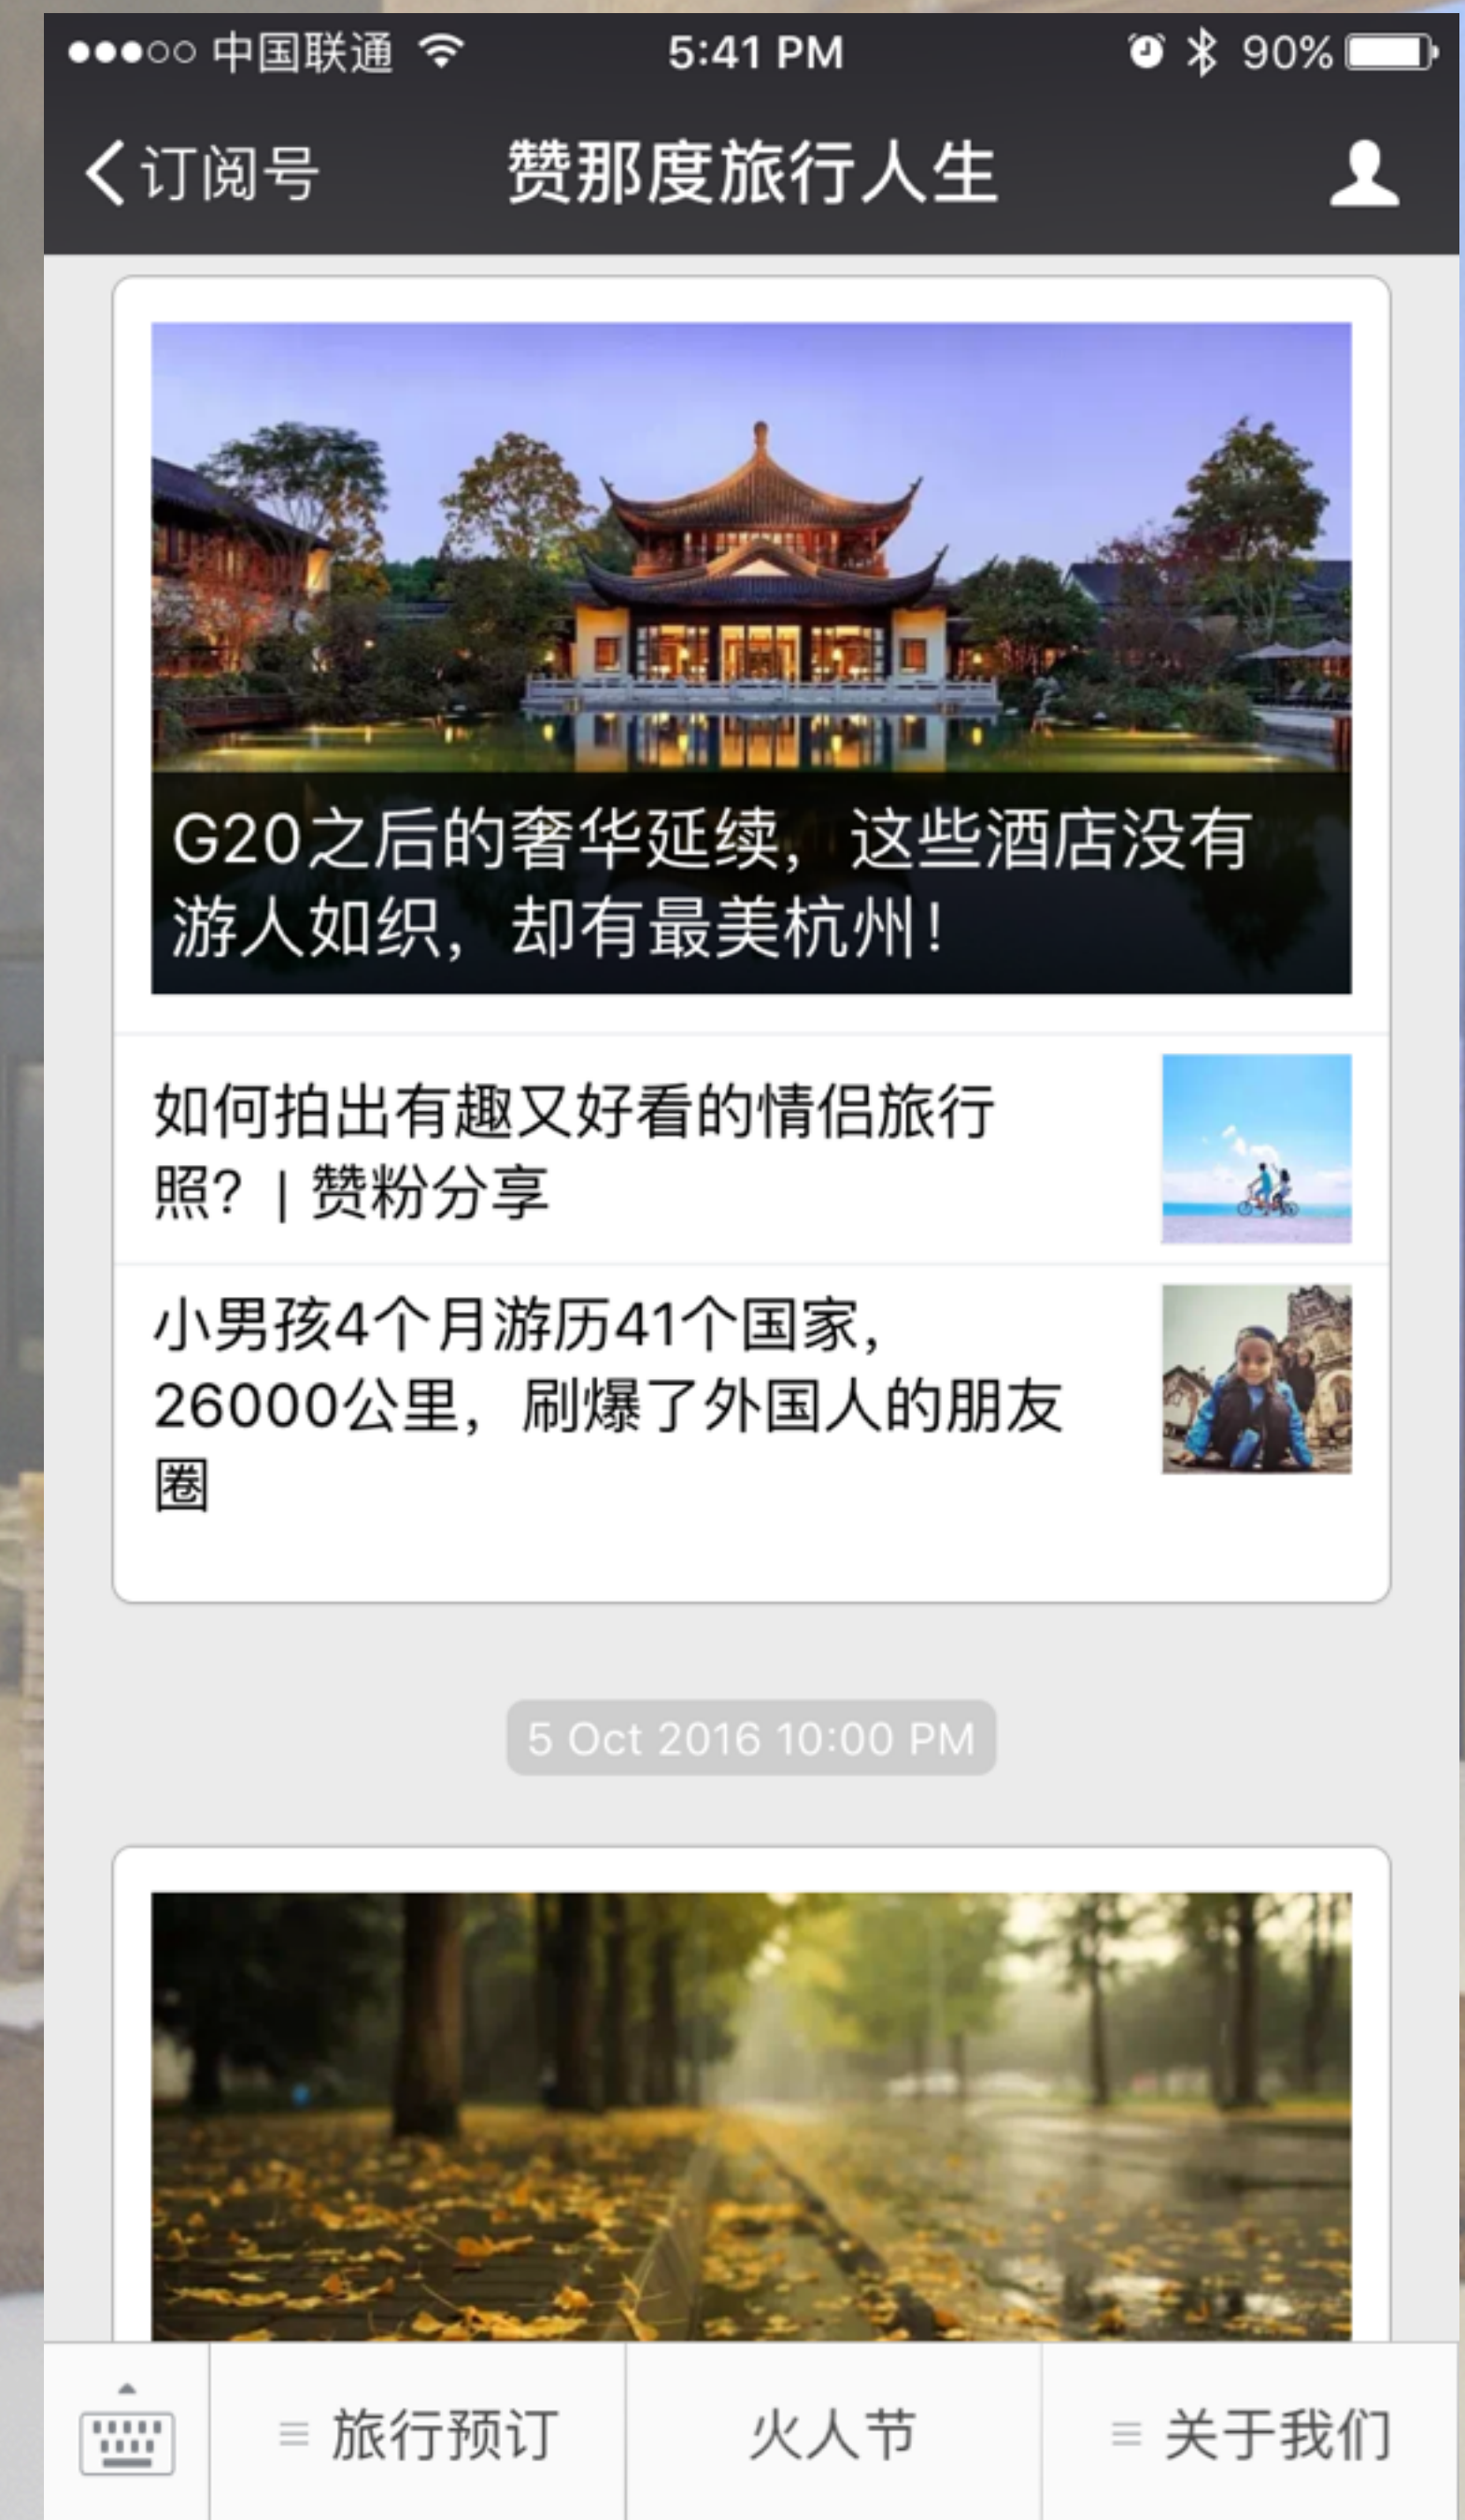 中国联通
5:41 PM
90%
订阅号
赞那度旅行人生
G20之后的奢华延续，这些酒店没有
游人如织，却有最美杭州！
如何拍出有趣又好看的情侣旅行
照？| 赞粉分享
小男孩4个月游历41个国家，
26000公里，刷爆了外国人的朋友
圈
5 Oct 2016 10:00 PM
旅行预订
火人节
关于我们